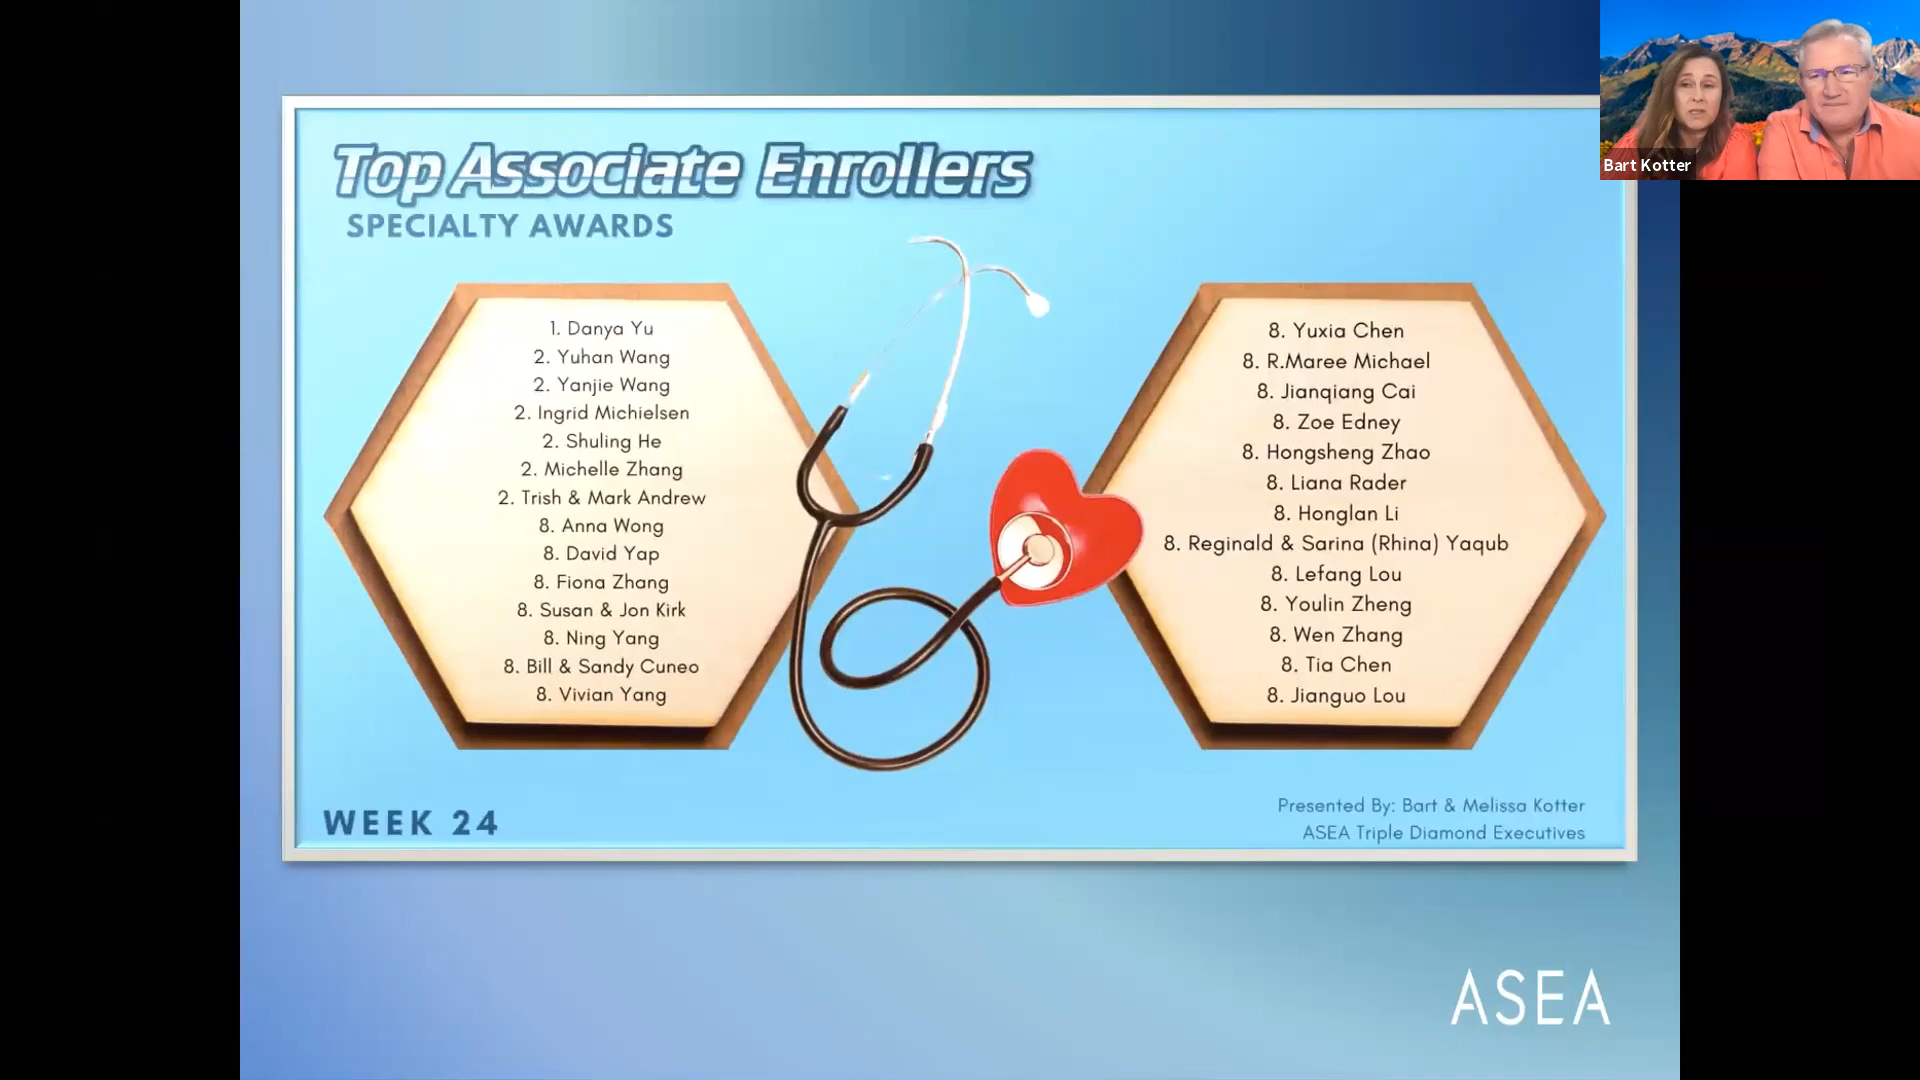 Top Associate Enrollers
SPECIALTY AWARDS
1. Danya Yu
2. Yuhan Wang
2. Yanjie Wang
2. Ingrid Michielsen
2. Shuling He
2. Michelle Zhang
2. Trish & Mark Andrew
8. Anna Wong
8. David Yap
8. Fiona Zhang
8. Susan & Jon Kirk
8. Ning Yang
8. Bill & Sandy Cuneo
8. Vivian Yang
8. Yuxia Chen
8. R.Maree Michael
8. Jianqiang Cai
8. Zoe Edney
8. Hongsheng Zhao
8. Liana Rader
8. Honglan Li
8. Reginald & Sarina (Rhina) Yaqub
8. Lefang Lou
8. Youlin Zheng
8. Wen Zhang
8. Tia Chen
8. Jianguo Lou
WEEK 24
Presented By: Bart & Melissa Kotter
ASEA Triple Diamond Executives
ASEA
Bart Kotter